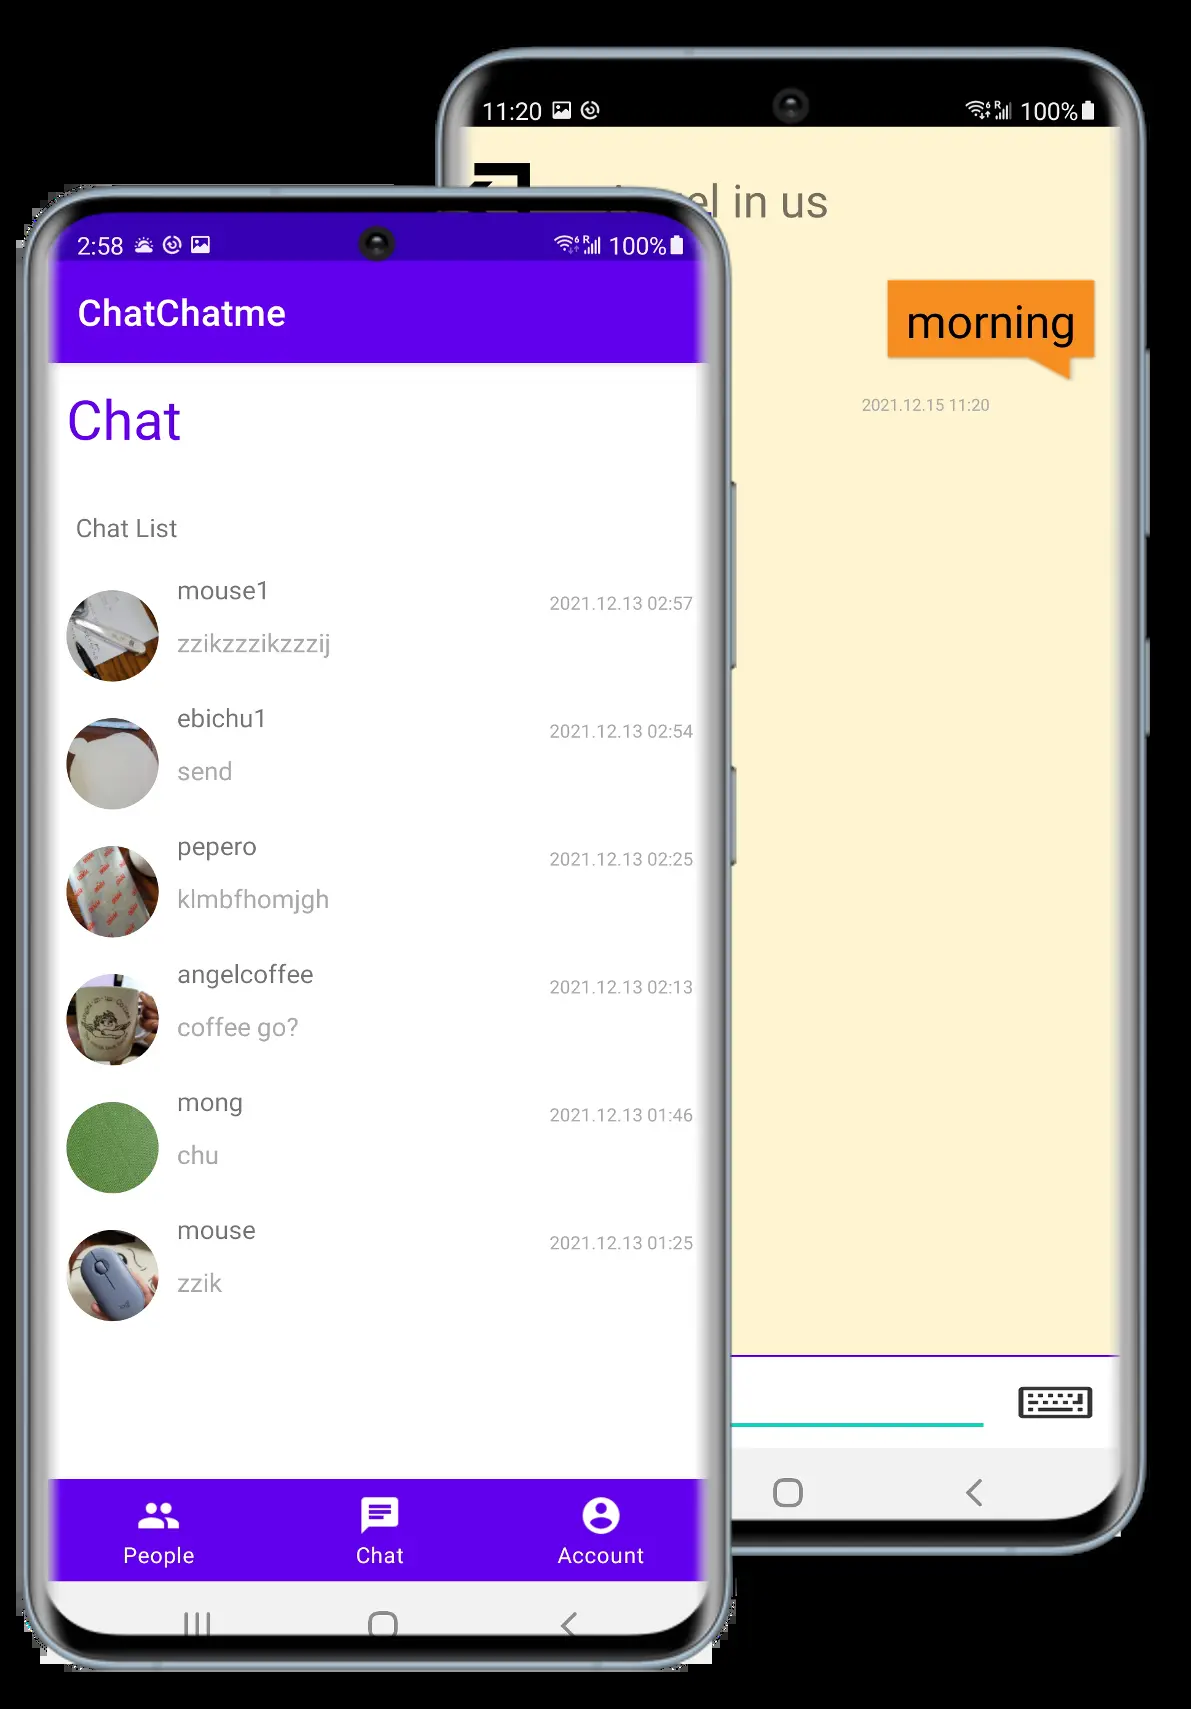 11:20
100%
el in us
morning
2021.12.15 11:20
2:58
100%
ChatChatme
Chat
Chat List
mouse1
2021.12.13 02:57
zzikzzzikzzzij
ebichu1
2021.12.13 02:54
send
pepero
2021.12.13 02:25
klmbfhomjgh
angelcoffee
2021.12.13 02:13
coffee go?
mong
2021.12.13 01:46
chu
mouse
2021.12.13 01:25
zzik
People
Chat
Account